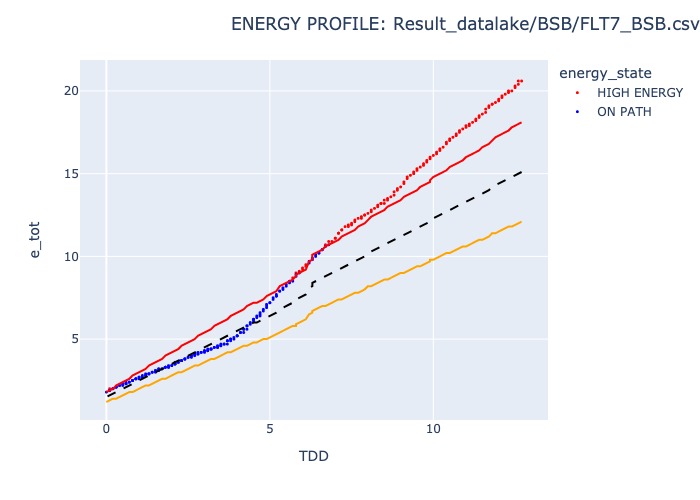 ENERGY PROFILE: Result_datalake/BSB/FLT7_BSB.csv
energy_state
HIGH ENERGY
ON PATH
20
15
10
5
e_tot
0
5
10
TDD